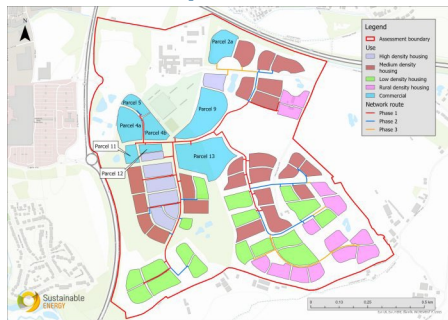 N
Parcel 2a
Parcel 5
Parcel 9
Parcel 4a
Parcel 4b
Parcel 11
Parcel 13
Parcel 12
Legend
Assessment boundary
Use
High density housing
Medium density
housing
Low density housing
Rural density housing
Commercial
Network route
Phase 1
Phase 2
Phase 3
Sustainable
ENERGY